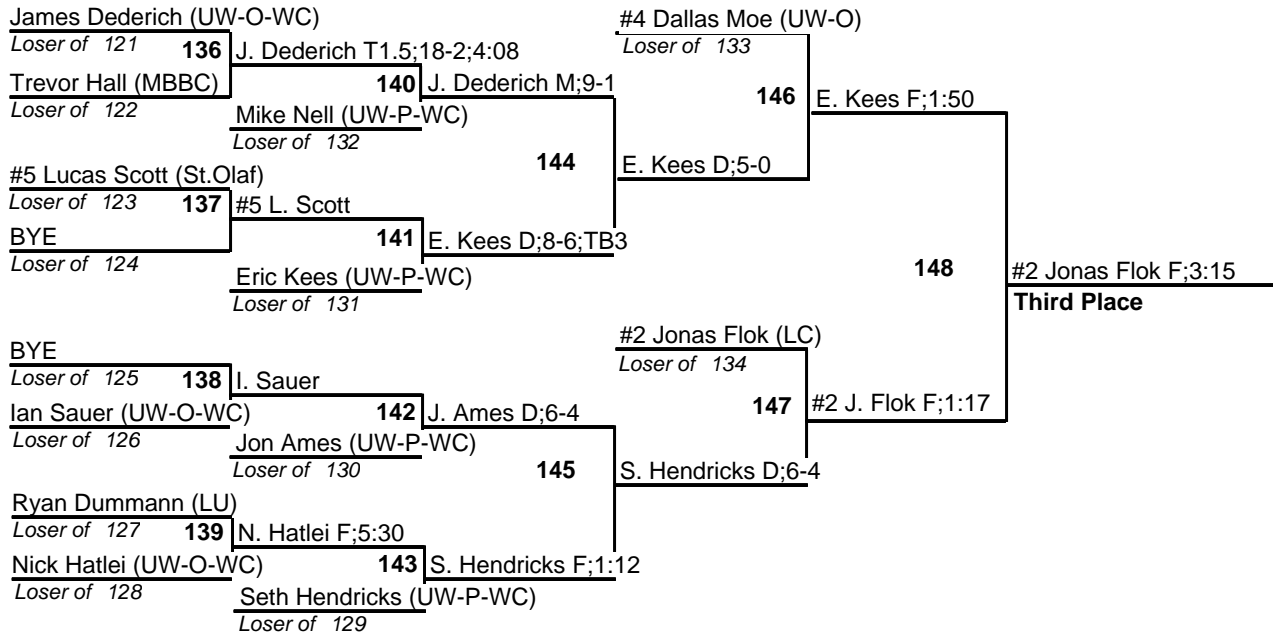 James Dederich (UW-O-WC)
Loser of 121
136
J. Dederich T1.5;18-2;4:08
Trevor Hall (MBBC)
Loser of 122
140
J. Dederich M;9-1
Mike Nell (UW-P-WC)
Loser of 132
#5 Lucas Scott (St.Olaf)
Loser of 123
137
#5 L. Scott
BYE
Loser of 124
141
E. Kees D;8-6;TB3
Eric Kees (UW-P-WC)
Loser of 131
144
E. Kees D;5-0
#4 Dallas Moe (UW-O)
Loser of 133
146
E. Kees F;1:50
BYE
Loser of 125
138
I. Sauer
Ian Sauer (UW-O-WC)
Loser of 126
142
J. Ames D;6-4
Jon Ames (UW-P-WC)
Loser of 130
Ryan Dummann (LU)
Loser of 127
139
N. Hatlei F;5:30
Nick Hatlei (UW-O-WC)
Loser of 128
143
S. Hendricks F;1:12
Seth Hendricks (UW-P-WC)
Loser of 129
145
S. Hendricks D;6-4
#2 Jonas Flok (LC)
Loser of 134
147
#2 J. Flok F;1:17
148
#2 Jonas Flok F;3:15
Third Place